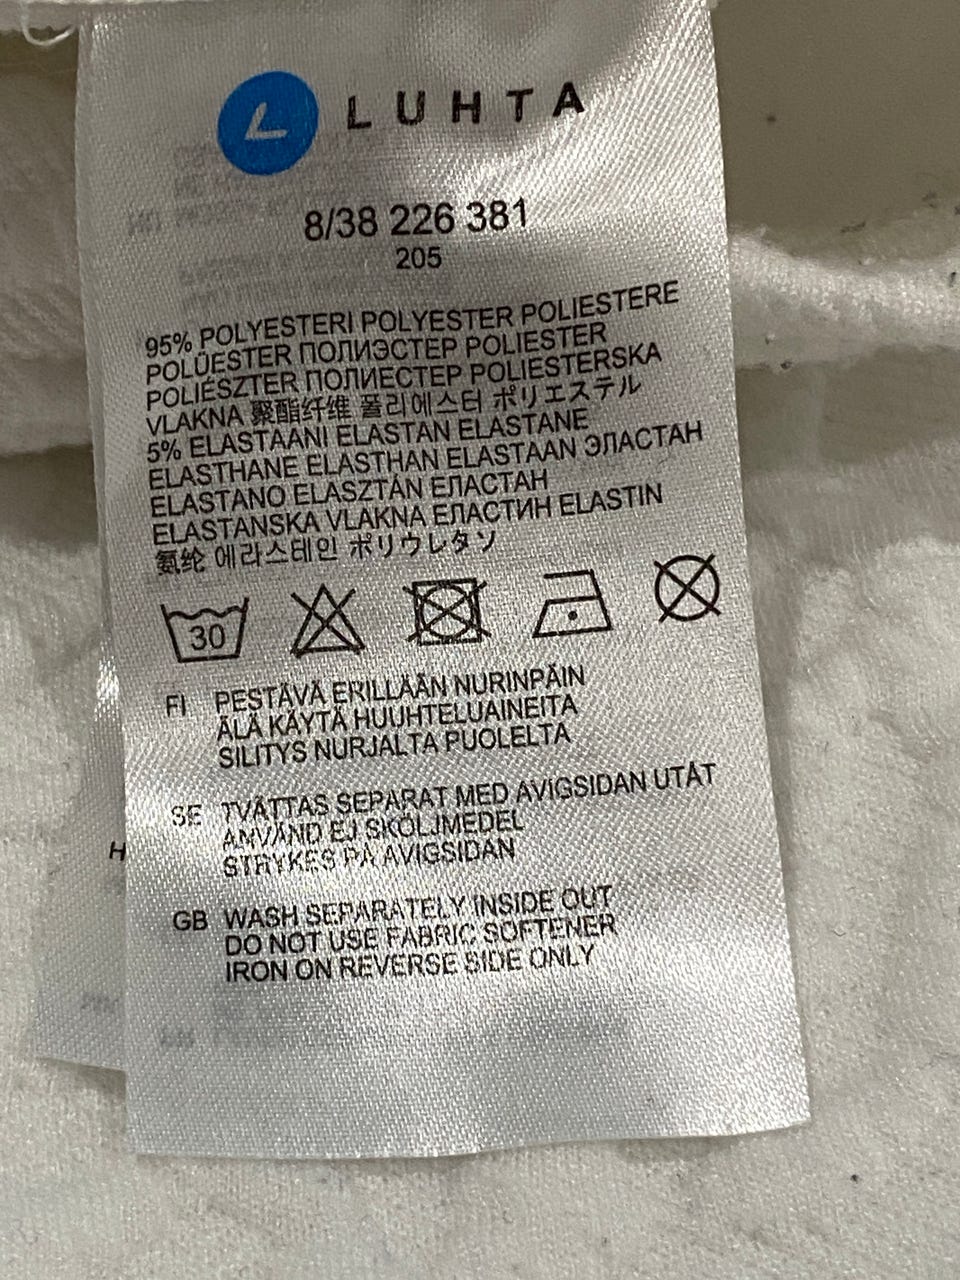 LUHTA
8/38 226 381
205
95% POLYESTERI POLYESTER POLIESTERE
POLÜESTER ПОЛИЭСТЕР POLIESTER
POLIÉSZTER ПОЛИЕСТЕР POLIESTERSKA
VLAKNA 聚酯纤维 폴리에스터 ポリエステル
5% ELASTAANI ELASTAN ELASTANE
ELASTHANE ELASTHAN ELASTAAN ЭЛАСТАН
ELASTANO ELASZTÁN ЕЛАСТАН
ELASTANSKA VLAKNA ЕЛАСТИН ELASTIN
氨纶 에라스테인 ポリウレタソ
30
FI PESTÄVÄ ERILLÄÄN NURINPÄIN
ÄLÄ KÄYTÄ HUUHTELUAINEITA
SILITYS NURJALTA PUOLELTA
SE TVÄTTAS SEPARAT MED AVIGSIDAN UTÅT
ANVÄND EJ SKÖLJMEDEL
STRYKES PÅ AVIGSIDAN
H
GB WASH SEPARATELY INSIDE OUT
DO NOT USE FABRIC SOFTENER
IRON ON REVERSE SIDE ONLY